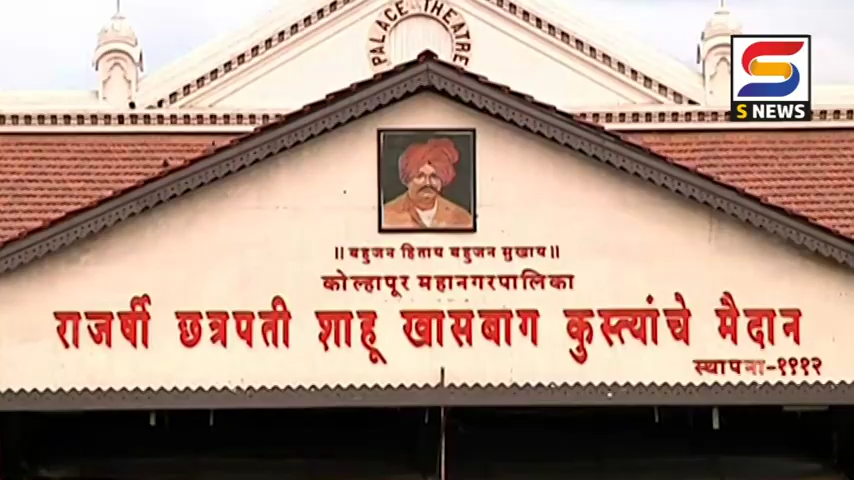 PALACE THEATRE
S NEWS
॥ बहुजन हिताय बहुजन सुखाय ॥
कोल्हापूर महानगरपालिका
राजर्षी छत्रपती शाहू खासबाग कुस्त्यांचे मैदान
स्थापना-१९१२